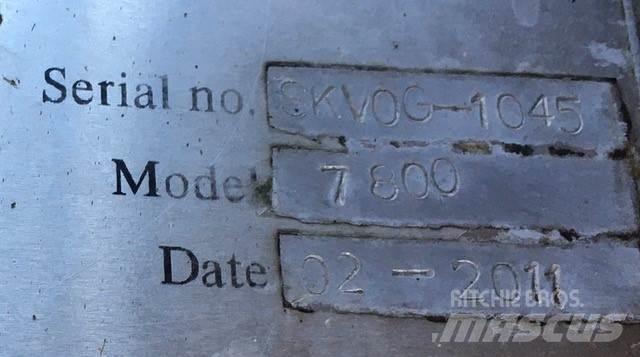 Serial no. SKVOG-1045
Model 7800
Date 02-2011
RITCHIE BROS.
MASCUS